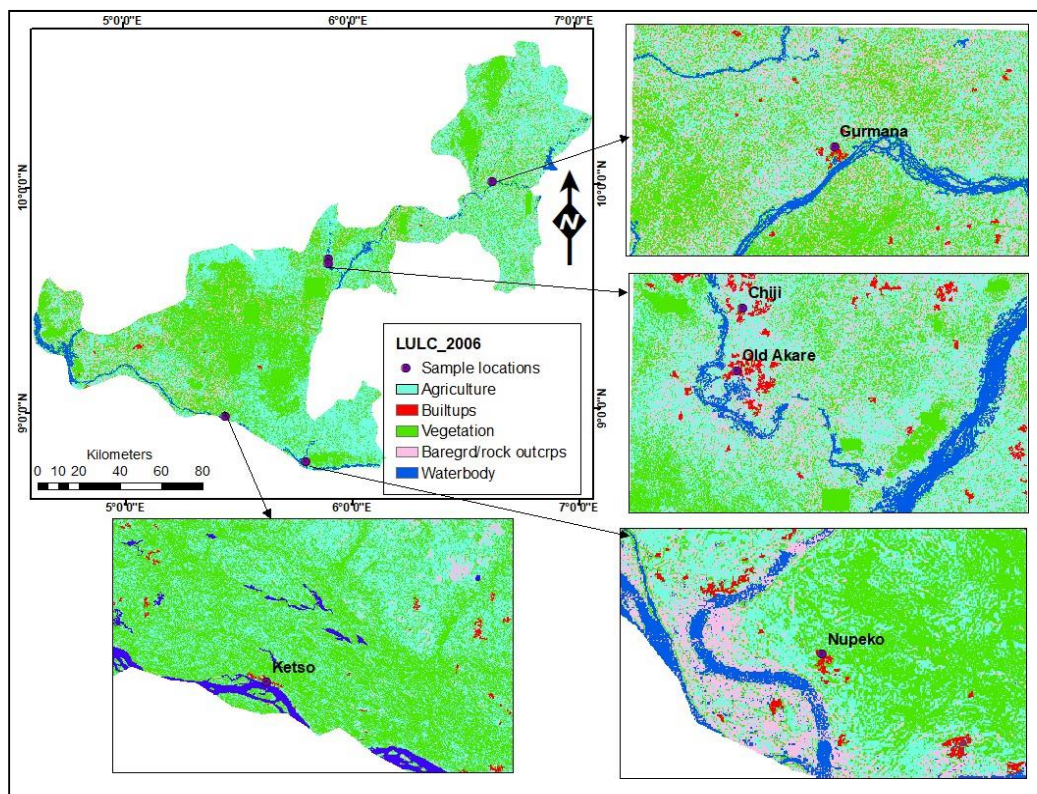 5°0'0"E 6°0'0"E 7°0'0"E
10°0'0"N
10°0'0"N
9°0'0"N
9°0'0"N
N
LULC_2006
Sample locations
Agriculture
Builtups
Vegetation
Baregrd/rock outcrps
Waterbody
Kilometers
0 10 20 40 60 80
5°0'0"E 6°0'0"E 7°0'0"E
Gurmana
Chiji
Old Akare
Ketso
Nupeko